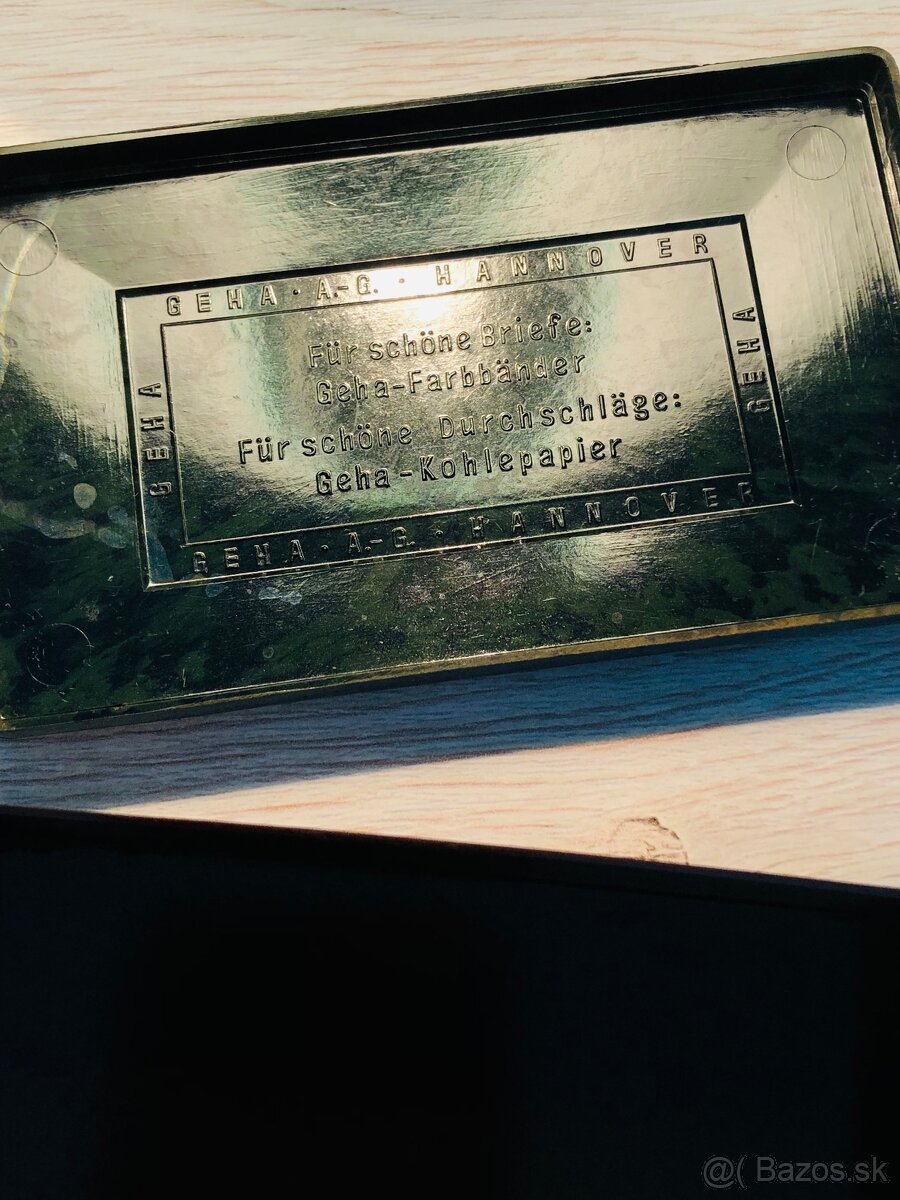 GEHA · A.-G. · HANNOVER
GEHA
Für schöne Briefe:
Geha-Farbbänder
Für schöne Durchschläge:
Geha-Kohlepapier
GEHA
GEHA · A.-G. · HANNOVER
@( Bazos.sk